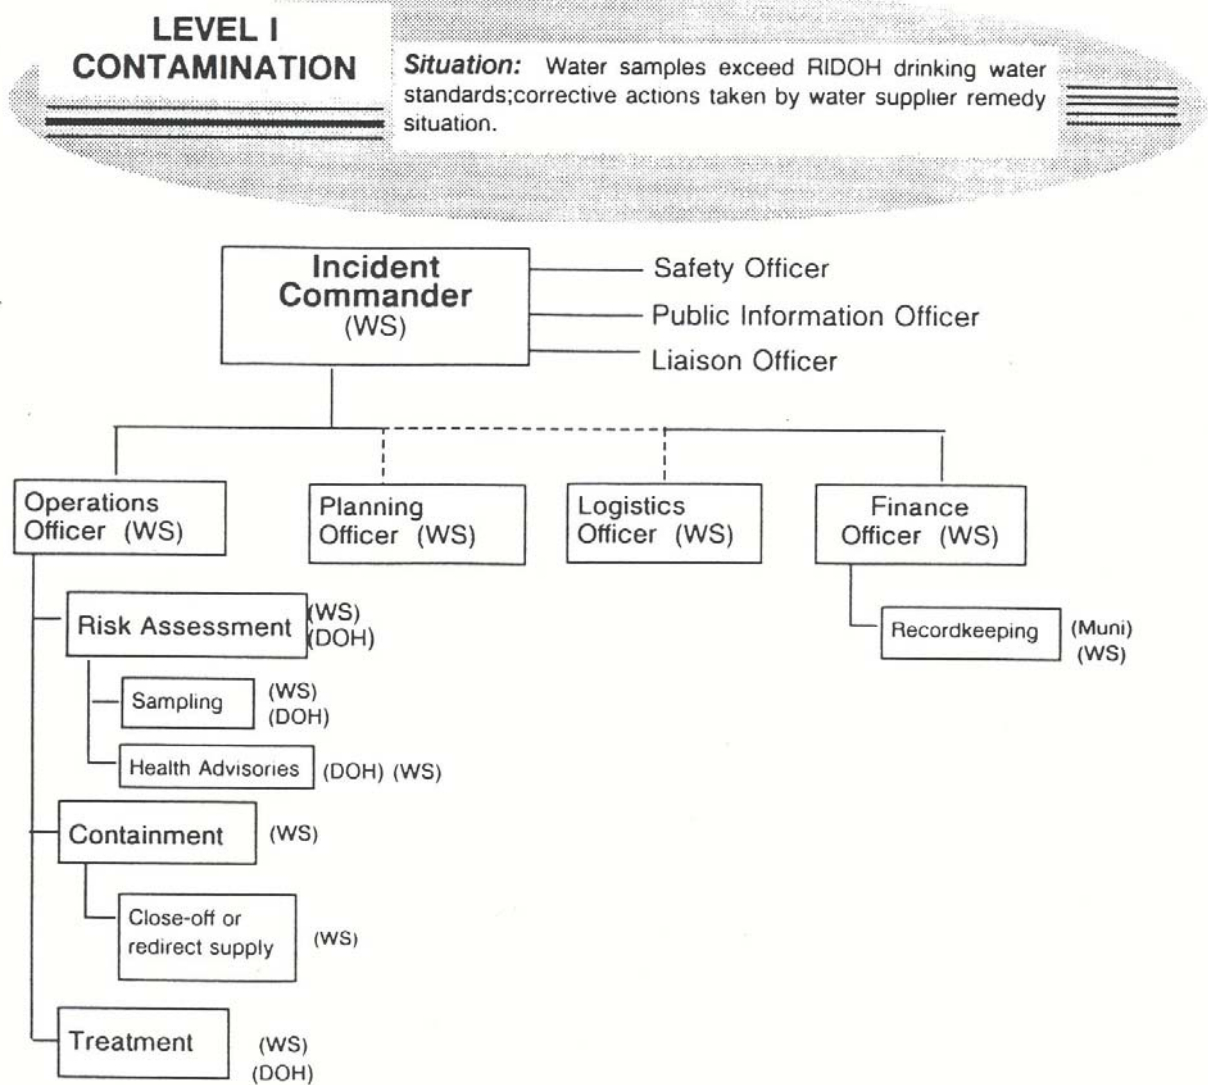 LEVEL I
CONTAMINATION
Situation: Water samples exceed RIDOH drinking water
standards;corrective actions taken by water supplier remedy
situation.
Incident
Commander
(WS)
Safety Officer
Public Information Officer
Liaison Officer
Operations
Officer (WS)
Planning
Officer (WS)
Logistics
Officer (WS)
Finance
Officer (WS)
Risk Assessment
(WS)
(DOH)
Sampling
(WS)
(DOH)
Health Advisories
(DOH) (WS)
Containment
(WS)
Close-off or
redirect supply
(WS)
Treatment
(WS)
(DOH)
Recordkeeping
(Muni)
(WS)